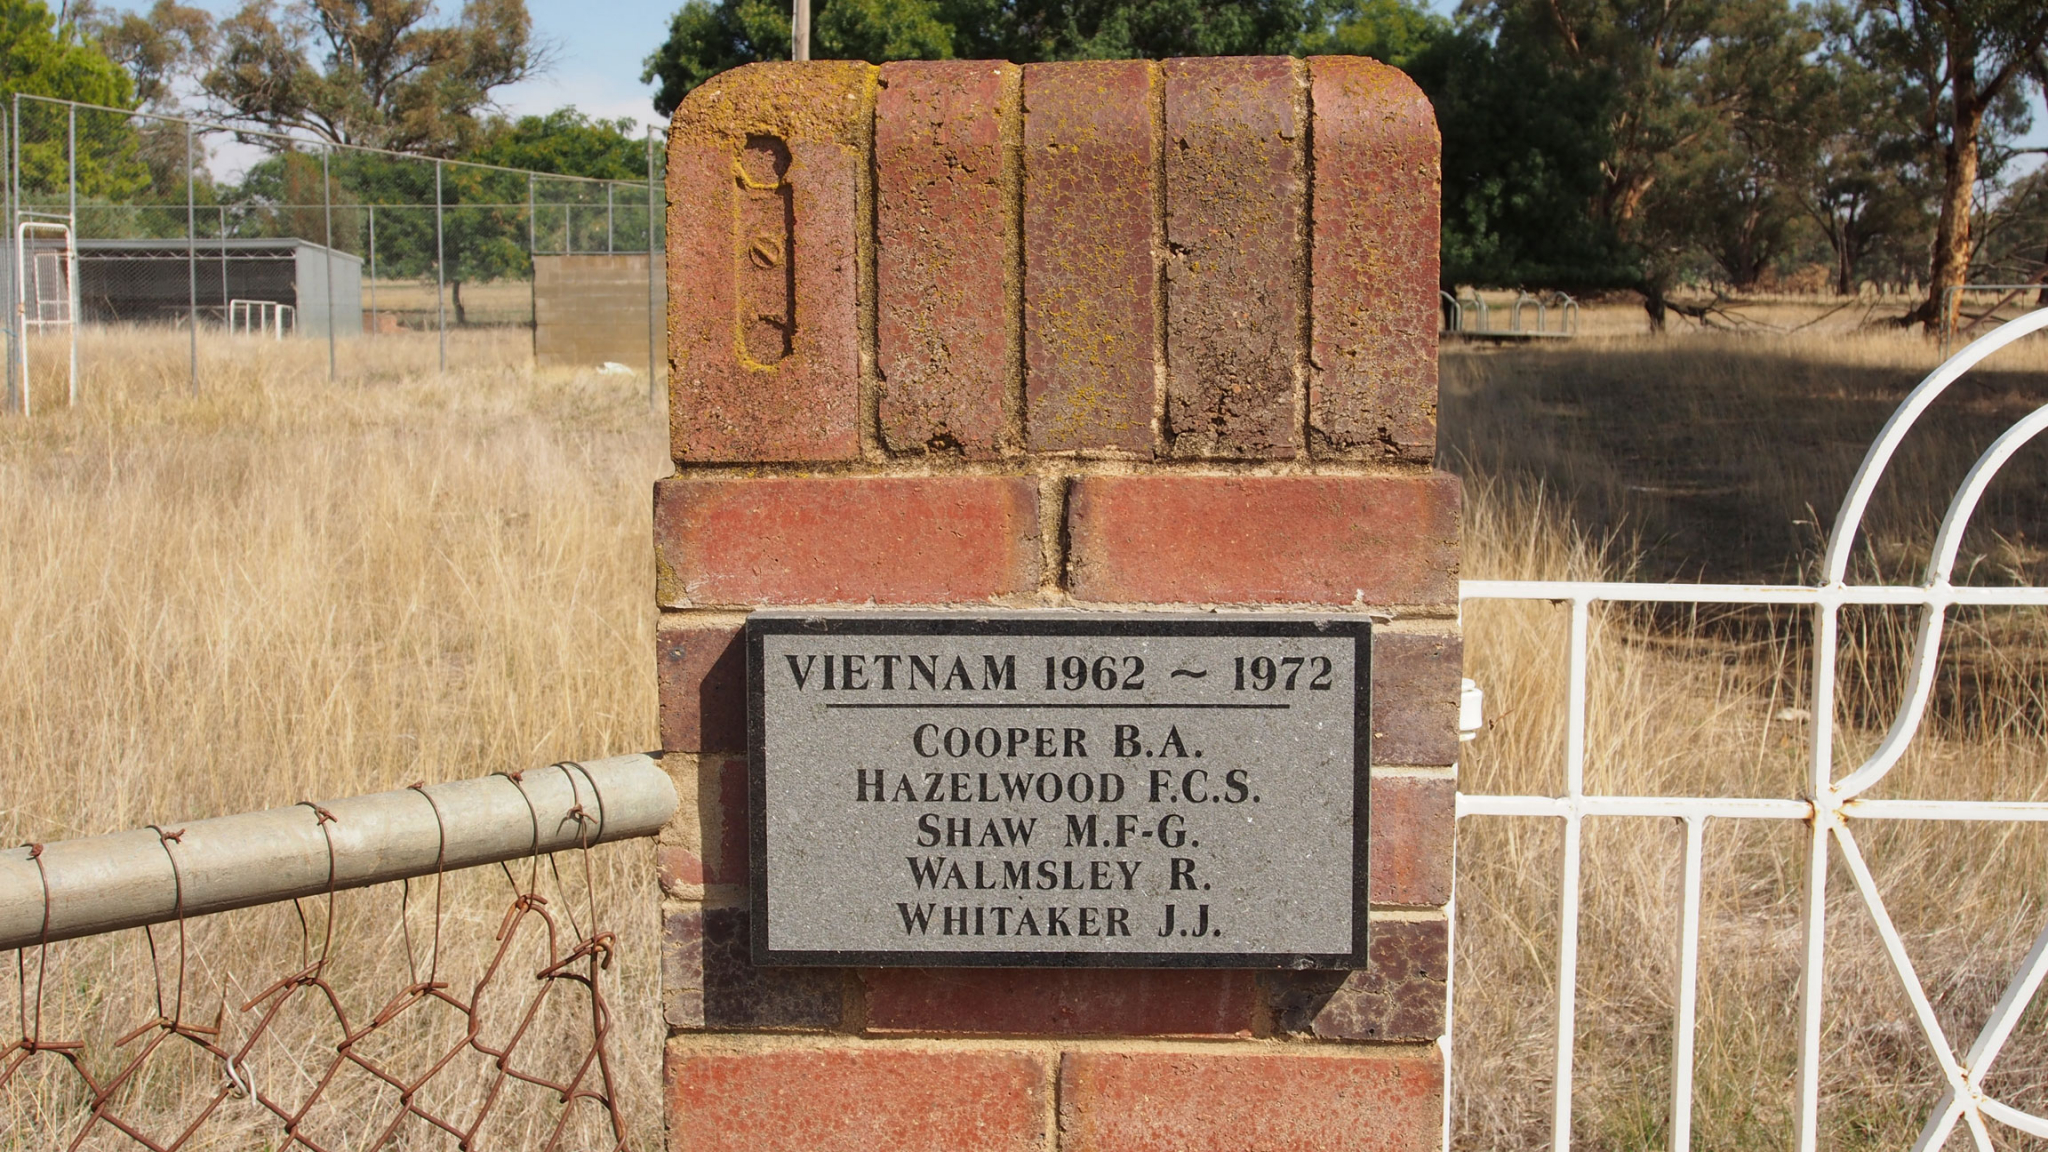 VIETNAM 1962 ~ 1972
COOPER B.A.
HAZELWOOD F.C.S.
SHAW M.F-G.
WALMSLEY R.
WHITAKER J.J.